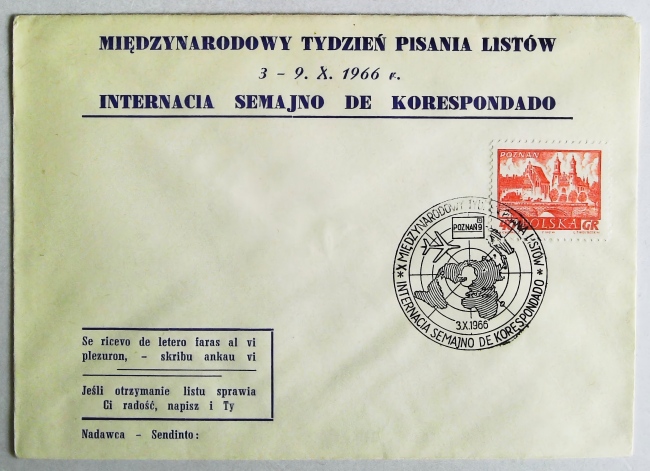 MIĘDZYNARODOWY TYDZIEŃ PISANIA LISTÓW
3 – 9. X. 1966 r.
INTERNACIA SEMAJNO DE KORESPONDADO
POZNAŃ
POLSKA GR
X MIĘDZYNARODOWY LISTÓW
POZNAŃ 9
3.X.1966
* INTERNACIA SEMAJNO DE KORESPONDADO *
Se ricevo de letero faras al vi
plezuron, – skribu ankau vi
Jeśli otrzymanie listu sprawia
Ci radość, napisz i Ty
Nadawca – Sendinto: